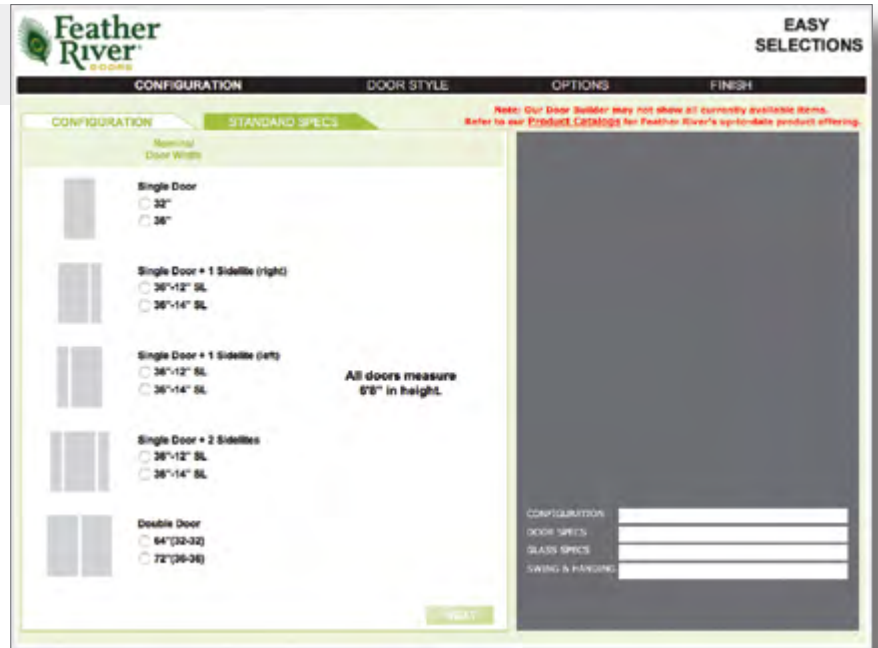 Feather
River
DOORS
EASY
SELECTIONS
CONFIGURATION DOOR STYLE OPTIONS FINISH
CONFIGURATION STANDARD SPECS
Note: Our Door Builder may not show all currently available items.
Refer to our Product Catalogs for Feather River's up-to-date product offering.
Nominal
Door Width
Single Door
32"
36"
Single Door + 1 Sidelite (right)
36"-12" SL
36"-14" SL
Single Door + 1 Sidelite (left)
36"-12" SL
36"-14" SL
All doors measure
6'8" in height.
Single Door + 2 Sidelites
36"-12" SL
36"-14" SL
Double Door
64"(32-32)
72"(36-36)
NEXT
CONFIGURATION
DOOR SPECS
GLASS SPECS
SWING & HANDING